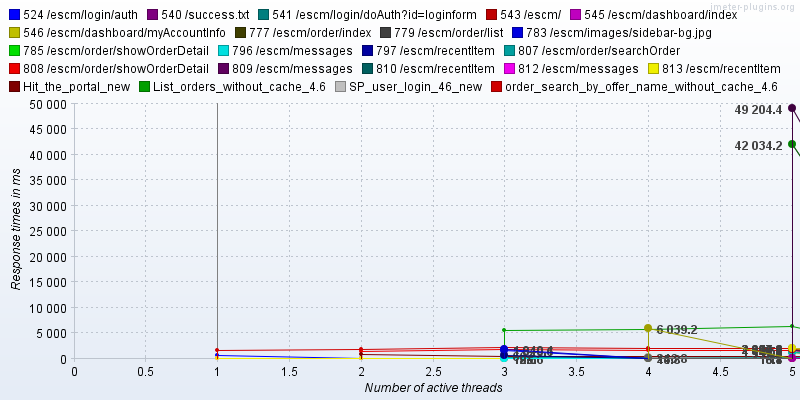 jmeter-plugins.org
524 /escm/login/auth 540 /success.txt 541 /escm/login/doAuth?id=loginform 543 /escm/ 545 /escm/dashboard/index
546 /escm/dashboard/myAccountInfo 777 /escm/order/index 779 /escm/order/list 783 /escm/images/sidebar-bg.jpg
785 /escm/order/showOrderDetail 796 /escm/messages 797 /escm/recentItem 807 /escm/order/searchOrder
808 /escm/order/showOrderDetail 809 /escm/messages 810 /escm/recentItem 812 /escm/messages 813 /escm/recentItem
Hit_the_portal_new List_orders_without_cache_4.6 SP_user_login_46_new order_search_by_offer_name_without_cache_4.6
50 000
49 204.4
45 000
42 034.2
40 000
35 000
30 000
25 000
20 000
15 000
10 000
5 000
6 039.2
0
Response times in ms
0 0.5 1 1.5 2 2.5 3 3.5 4 4.5 5
Number of active threads